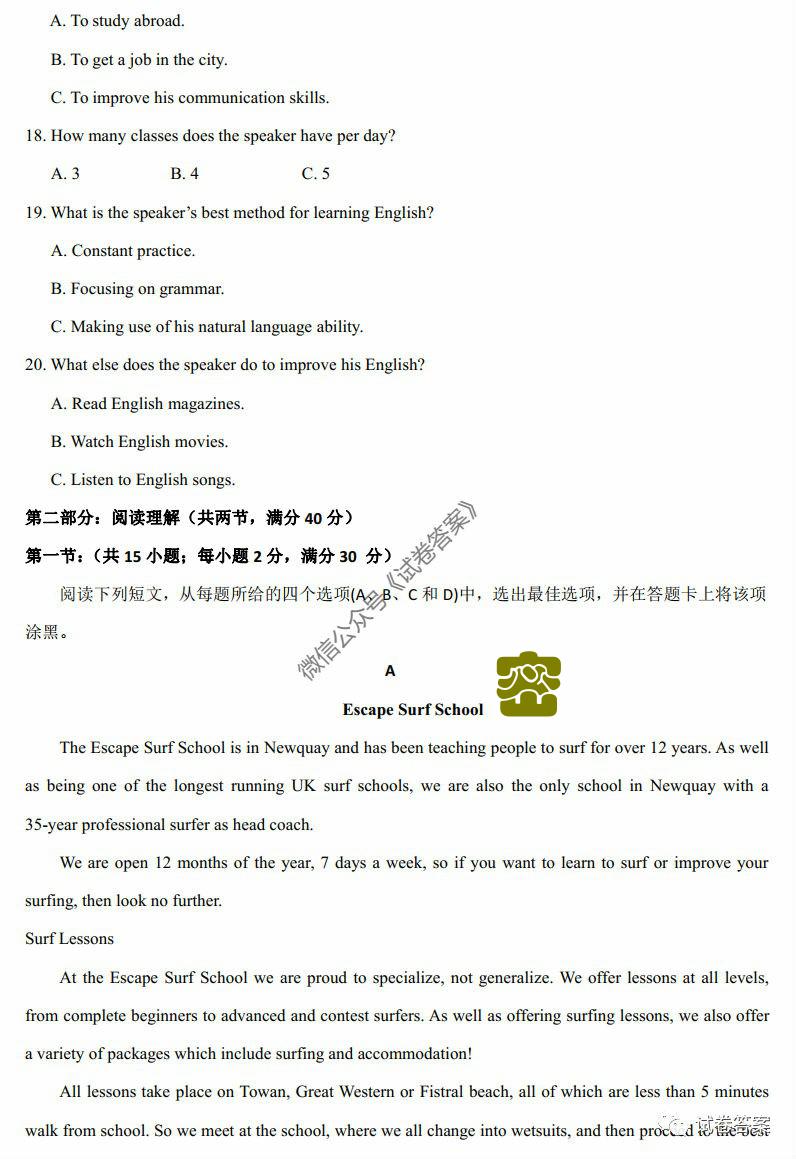 A. To study abroad.
B. To get a job in the city.
C. To improve his communication skills.
18. How many classes does the speaker have per day?
A. 3 B. 4 C. 5
19. What is the speaker’s best method for learning English?
A. Constant practice.
B. Focusing on grammar.
C. Making use of his natural language ability.
20. What else does the speaker do to improve his English?
A. Read English magazines.
B. Watch English movies.
C. Listen to English songs.
第二部分：阅读理解（共两节，满分 40 分）
第一节：（共 15 小题；每小题 2 分，满分 30 分）
阅读下列短文，从每题所给的四个选项(A、B、C 和 D)中，选出最佳选项，并在答题卡上将该项
涂黑。
微信公众号《试卷答案》
A
Escape Surf School
The Escape Surf School is in Newquay and has been teaching people to surf for over 12 years. As well
as being one of the longest running UK surf schools, we are also the only school in Newquay with a
35-year professional surfer as head coach.
We are open 12 months of the year, 7 days a week, so if you want to learn to surf or improve your
surfing, then look no further.
Surf Lessons
At the Escape Surf School we are proud to specialize, not generalize. We offer lessons at all levels,
from complete beginners to advanced and contest surfers. As well as offering surfing lessons, we also offer
a variety of packages which include surfing and accommodation!
All lessons take place on Towan, Great Western or Fistral beach, all of which are less than 5 minutes
walk from school. So we meet at the school, where we all change into wetsuits, and then proceed to the best
试卷答案